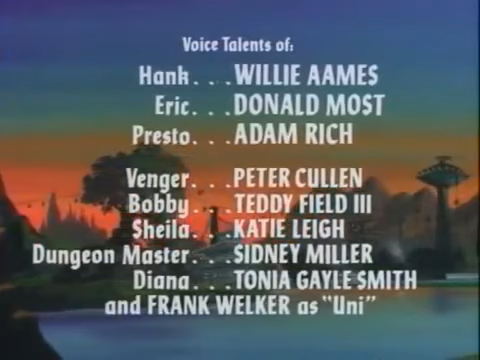 Voice Talents of:
Hank. . .WILLIE AAMES
Eric. . .DONALD MOST
Presto. . .ADAM RICH
Venger. . .PETER CULLEN
Bobby. . .TEDDY FIELD III
Sheila. . .KATIE LEIGH
Dungeon Master. . .SIDNEY MILLER
Diana. . .TONIA GAYLE SMITH
and FRANK WELKER as "Uni"